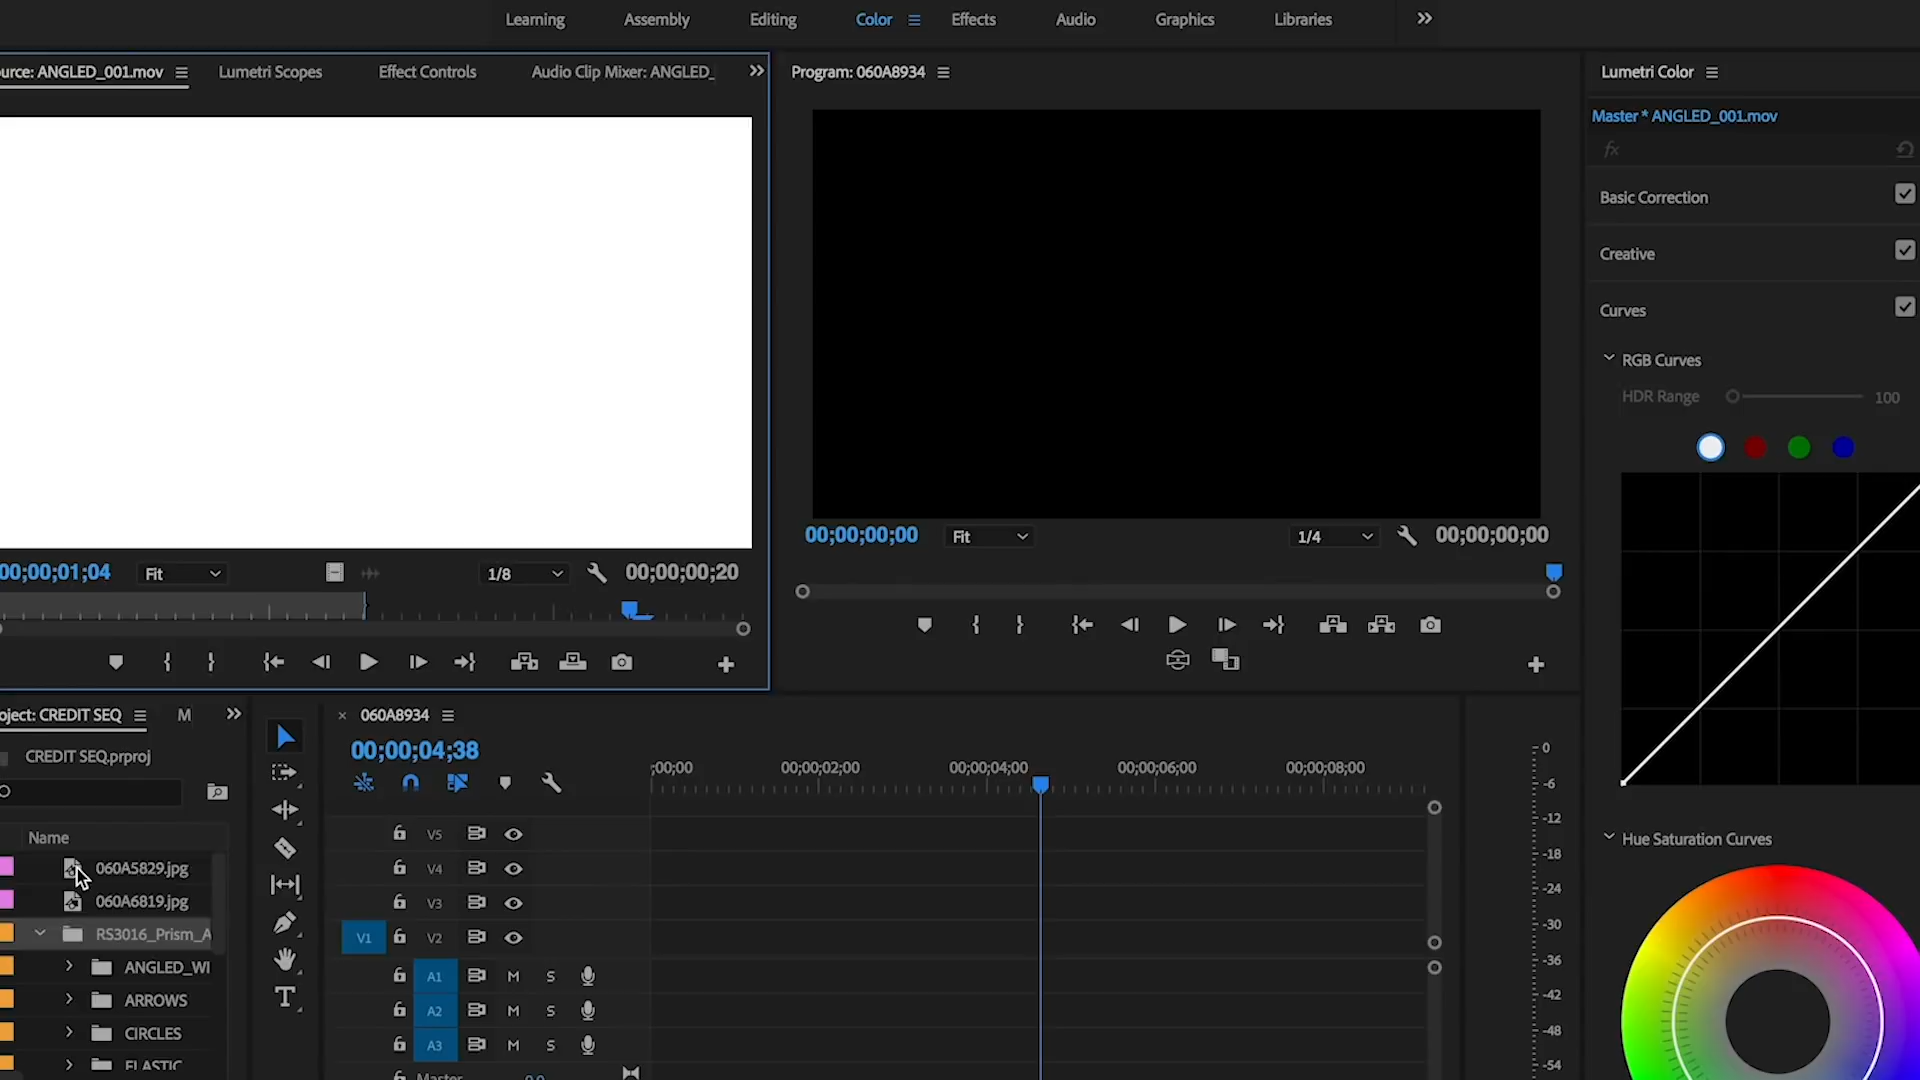 Learning Assembly Editing Color Effects Audio Graphics Libraries
urce: ANGLED_001.mov Lumetri Scopes Effect Controls Audio Clip Mixer: ANGLED_
Program: 060A8934
Lumetri Color
Master * ANGLED_001.mov
fx
Basic Correction
Creative
Curves
RGB Curves
HDR Range 100
00;00;00;00 Fit 1/4 00;00;00;00
00;00;01;04 Fit 1/8 00;00;00;20
oject: CREDIT SEQ M
CREDIT SEQ.prproj
Name
060A5829.jpg
060A6819.jpg
RS3016_Prism_A
ANGLED_WI
ARROWS
CIRCLES
ELASTIC
× 060A8934
00;00;04;38
;00;00 00;00;02;00 00;00;04;00 00;00;06;00 00;00;08;00
V5
V4
V3
V1 V2
A1 M S
A2 M S
A3 M S
Master 0.0
0
-6
-12
-18
-24
-30
-36
-42
-48
-54
Hue Saturation Curves